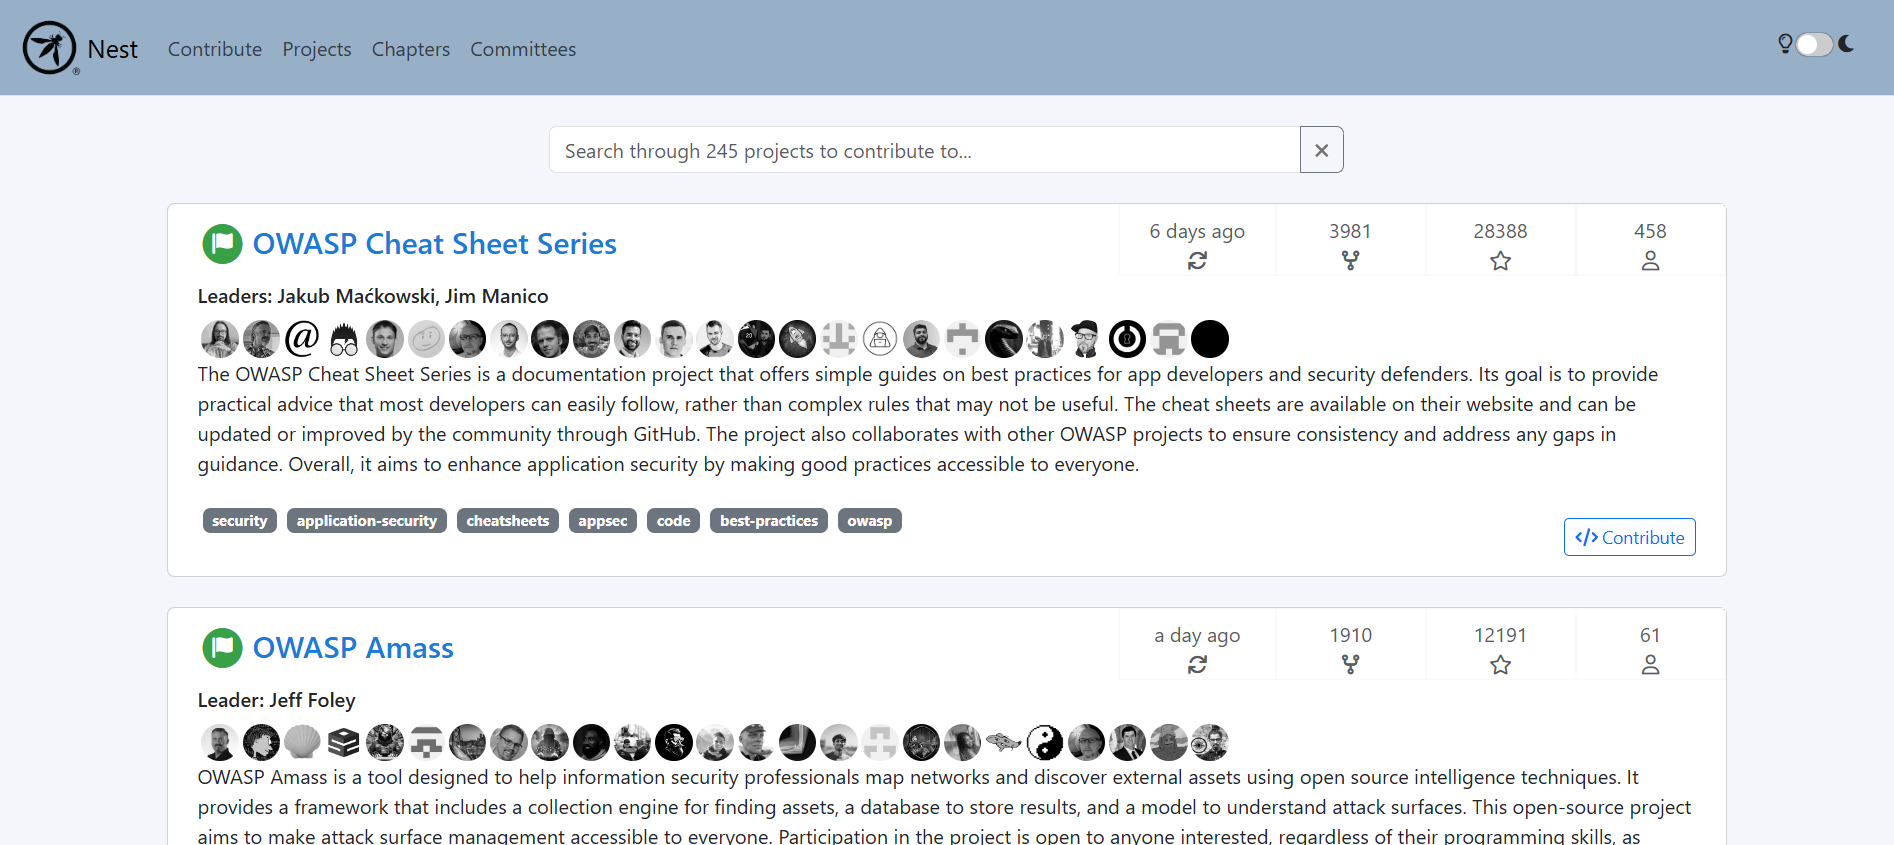 Nest Contribute Projects Chapters Committees
®
Search through 245 projects to contribute to...
OWASP Cheat Sheet Series
6 days ago 3981 28388 458
Leaders: Jakub Maćkowski, Jim Manico
The OWASP Cheat Sheet Series is a documentation project that offers simple guides on best practices for app developers and security defenders. Its goal is to provide
practical advice that most developers can easily follow, rather than complex rules that may not be useful. The cheat sheets are available on their website and can be
updated or improved by the community through GitHub. The project also collaborates with other OWASP projects to ensure consistency and address any gaps in
guidance. Overall, it aims to enhance application security by making good practices accessible to everyone.
security application-security cheatsheets appsec code best-practices owasp
</> Contribute
OWASP Amass
a day ago 1910 12191 61
Leader: Jeff Foley
OWASP Amass is a tool designed to help information security professionals map networks and discover external assets using open source intelligence techniques. It
provides a framework that includes a collection engine for finding assets, a database to store results, and a model to understand attack surfaces. This open-source project
aims to make attack surface management accessible to everyone. Participation in the project is open to anyone interested, regardless of their programming skills, as